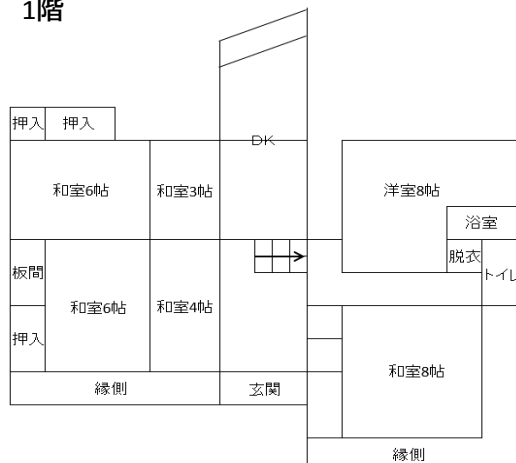 1階
押入 押入
DK
和室6帖 和室3帖 洋室8帖
浴室
脱衣
板間 トイレ
和室6帖 和室4帖
押入
和室8帖
縁側 玄関
縁側